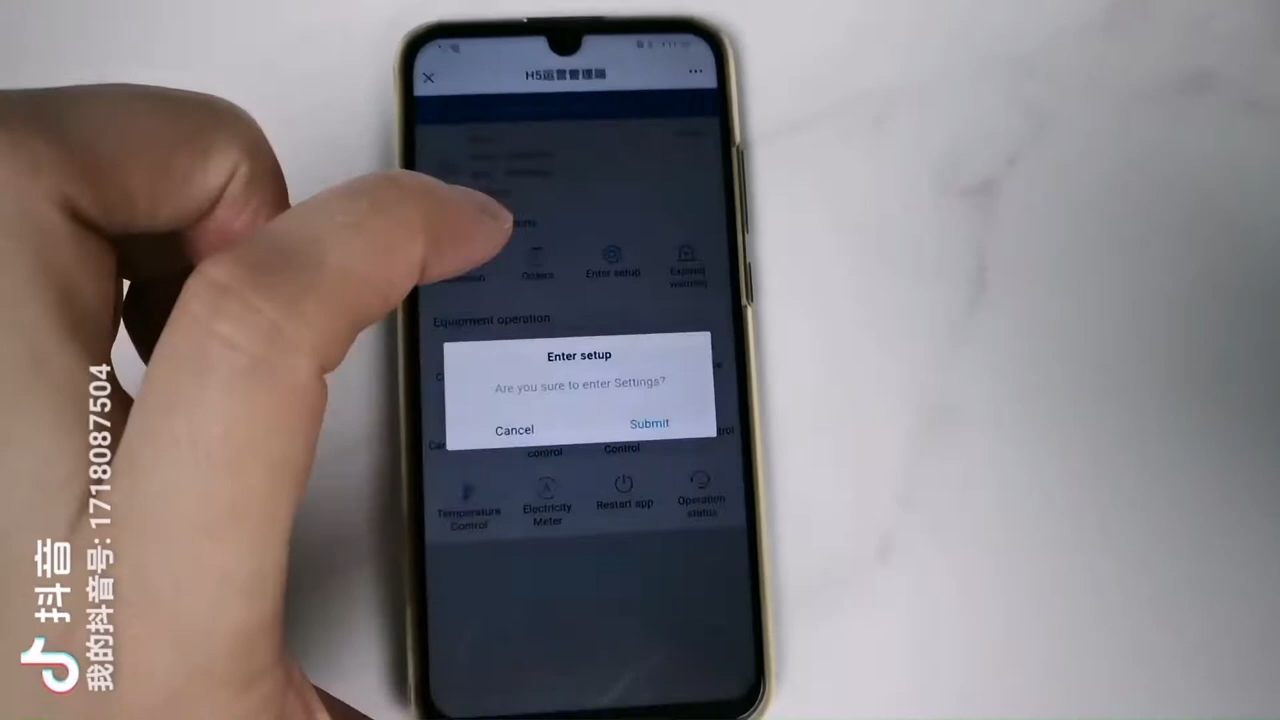 H5运营管理端
Orders
Enter setup
Expired
warning
Equipment operation
Enter setup
Are you sure to enter Settings?
Cancel
Submit
control
Control
Temperature
Control
Electricity
Meter
Restart app
Operation
status
抖音
我的抖音号: 1718087504